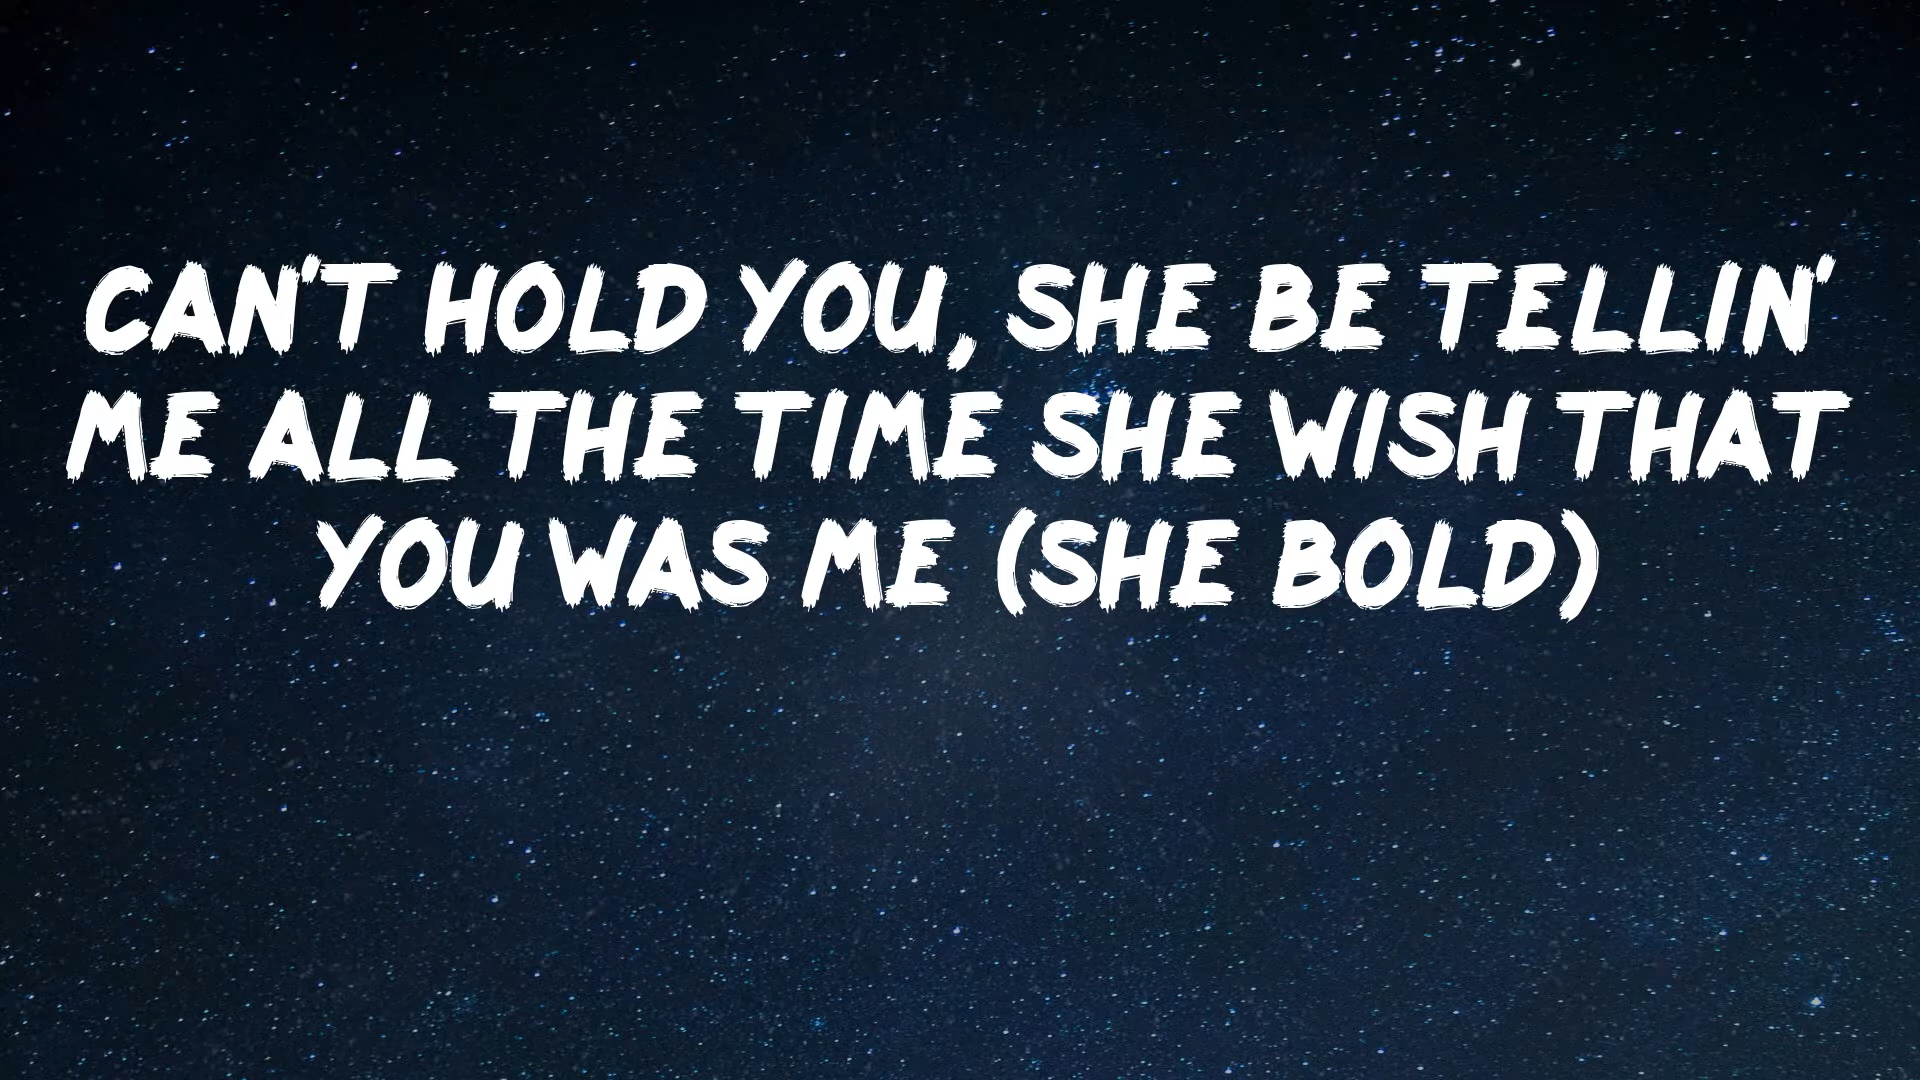 CAN'T HOLD YOU, SHE BE TELLIN'
ME ALL THE TIME SHE WISH THAT
YOU WAS ME (SHE BOLD)